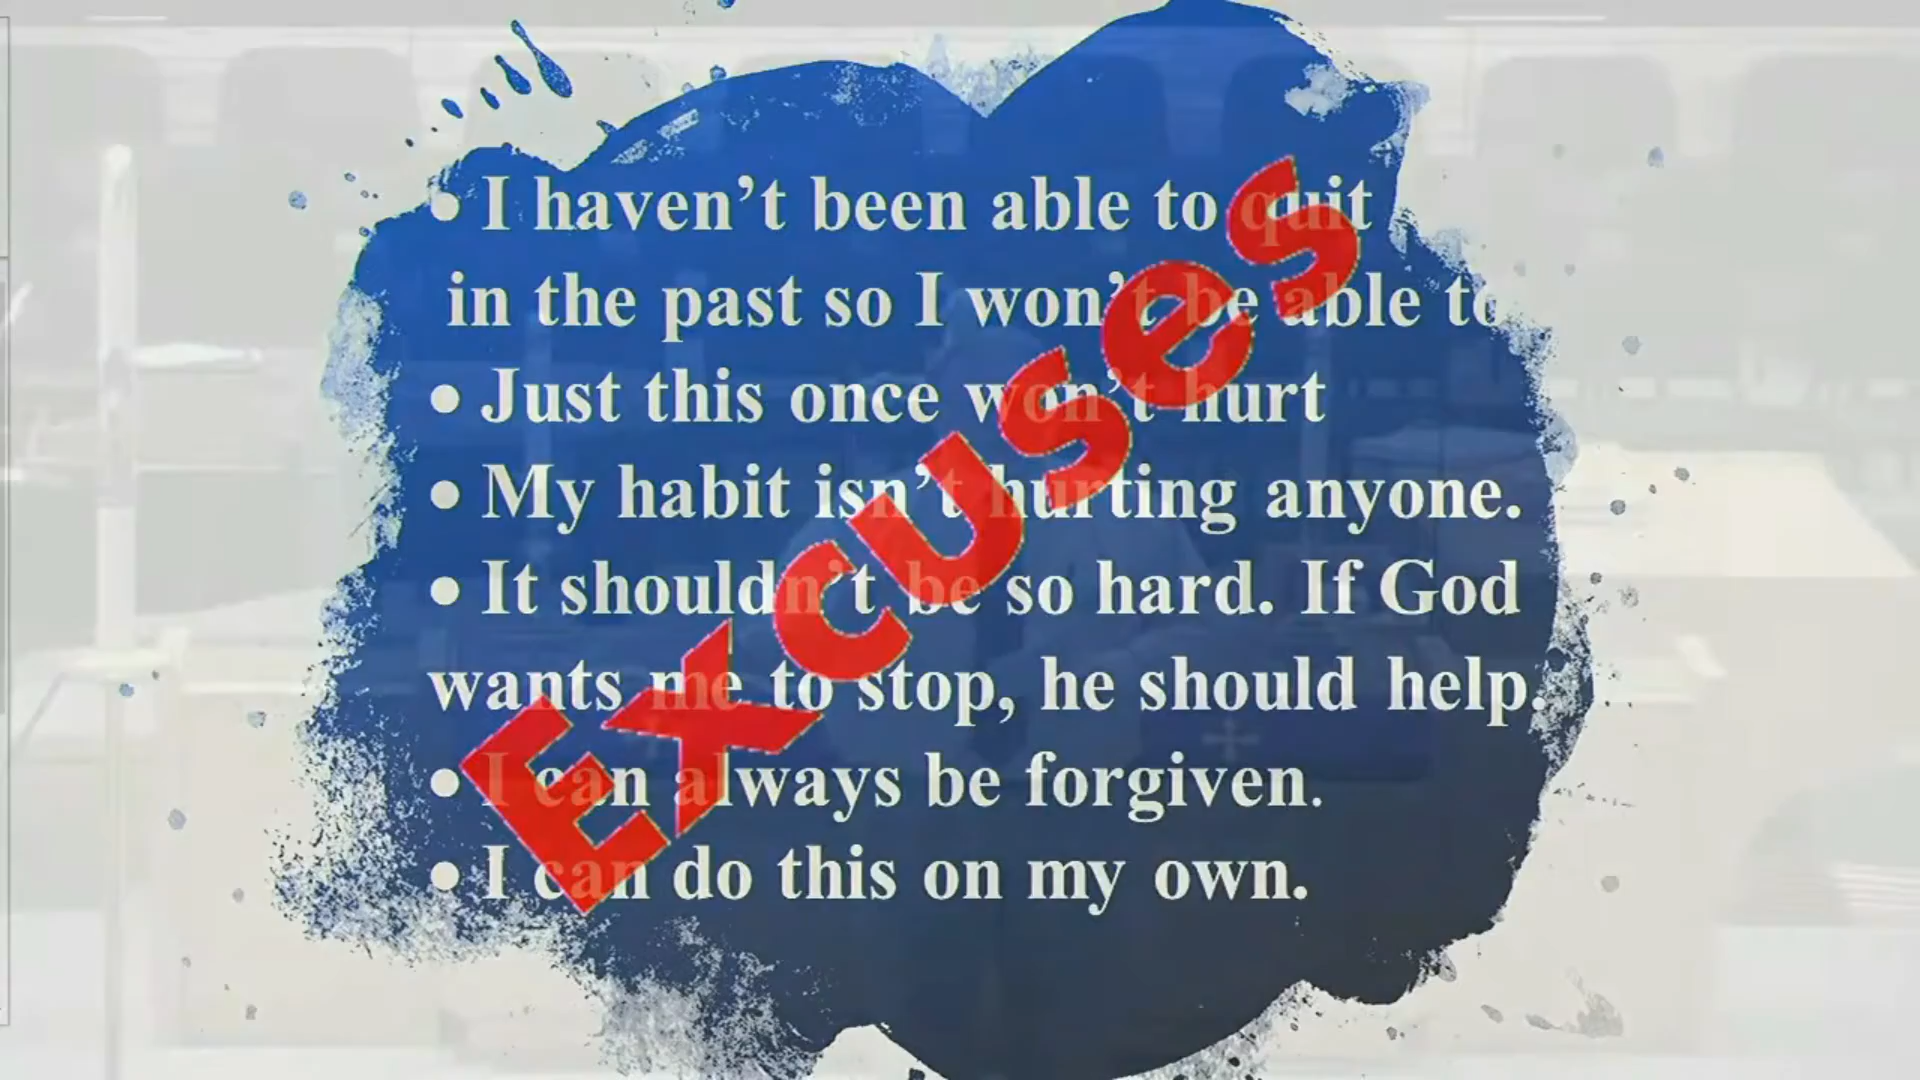 • I haven’t been able to quit
in the past so I won’t be able to
• Just this once won’t hurt
• My habit isn’t hurting anyone.
• It shouldn’t be so hard. If God
wants me to stop, he should help.
• I can always be forgiven.
• I can do this on my own.
Excuses